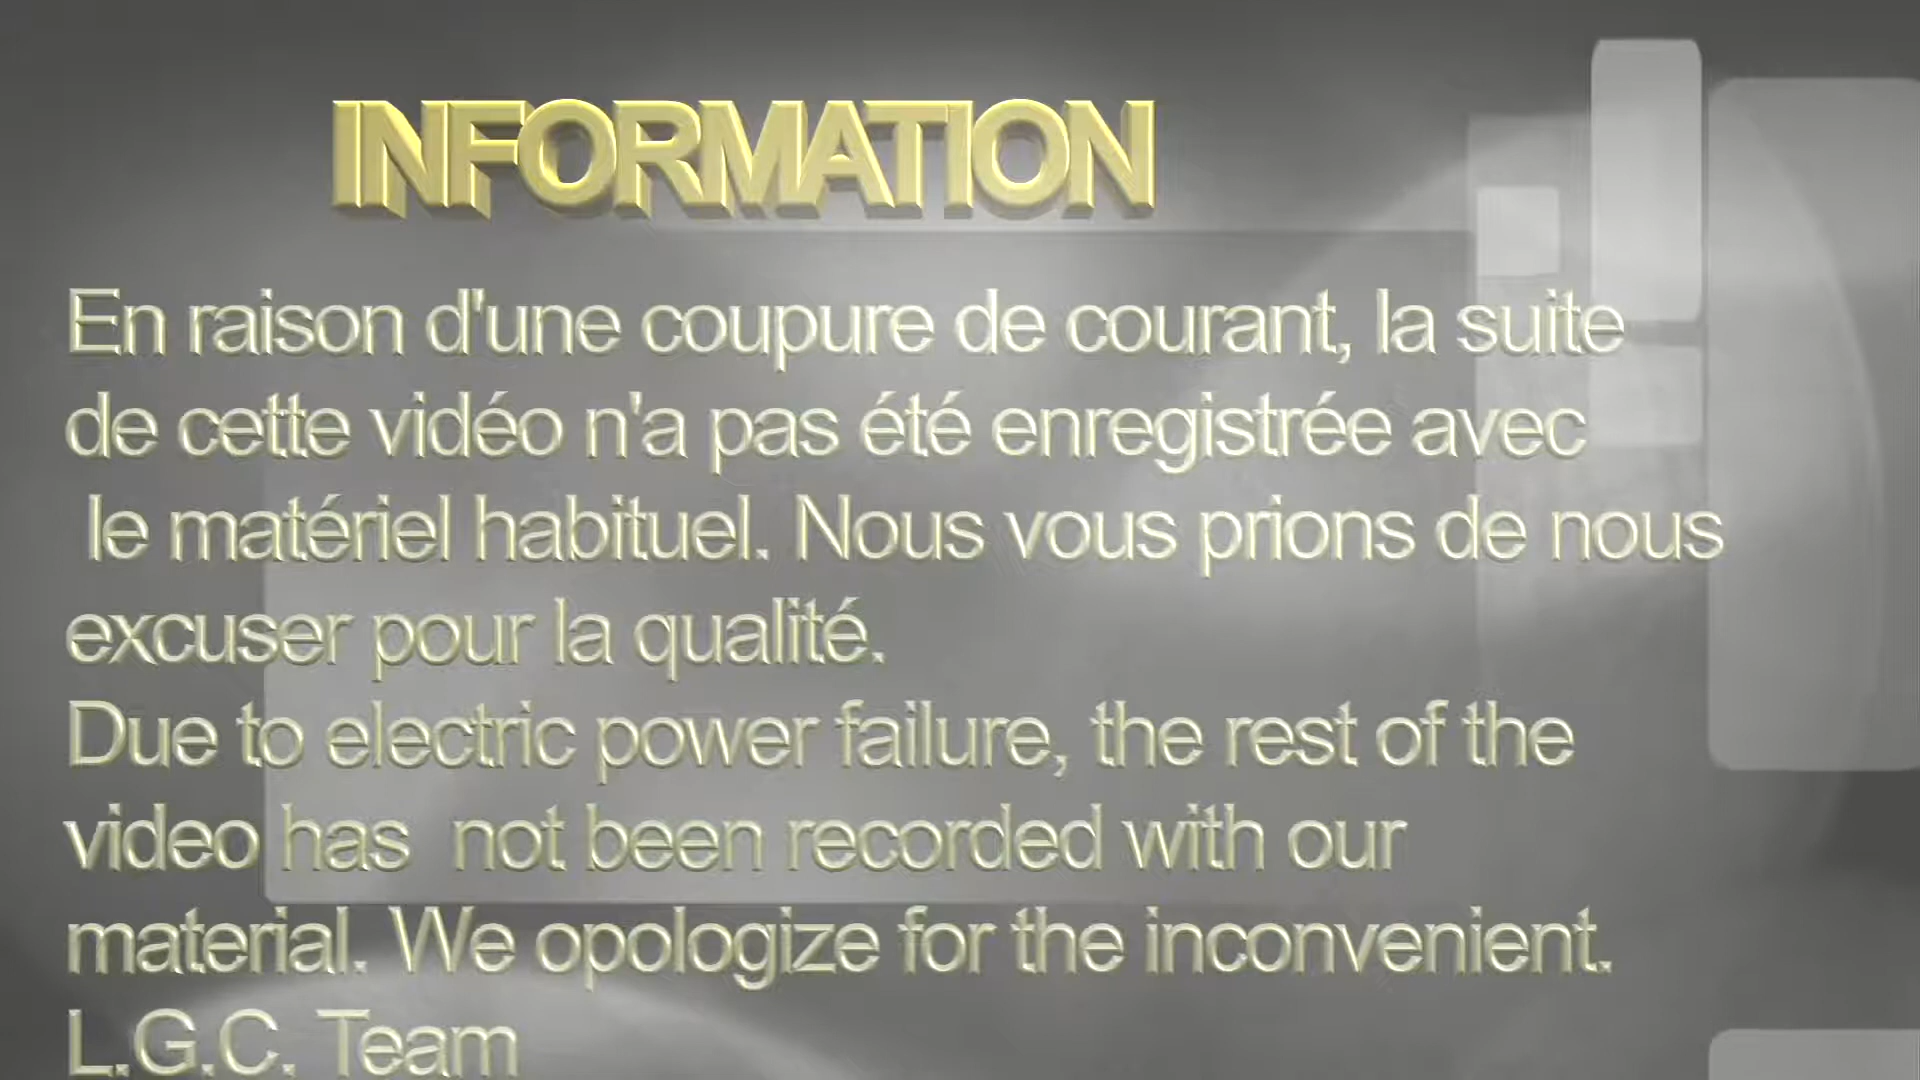 INFORMATION
En raison d'une coupure de courant, la suite
de cette vidéo n'a pas été enregistrée avec
le matériel habituel. Nous vous prions de nous
excuser pour la qualité.
Due to electric power failure, the rest of the
video has not been recorded with our
material. We opologize for the inconvenient.
L.G.C. Team